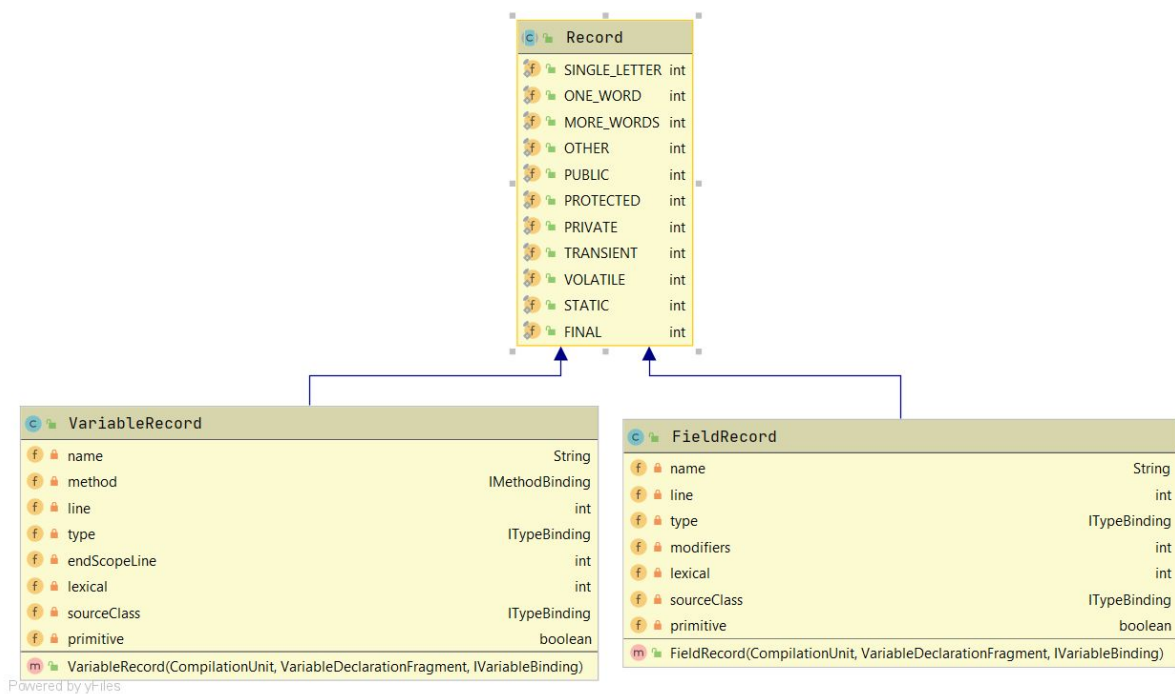 Record
SINGLE_LETTER int
ONE_WORD int
MORE_WORDS int
OTHER int
PUBLIC int
PROTECTED int
PRIVATE int
TRANSIENT int
VOLATILE int
STATIC int
FINAL int
VariableRecord
name String
method IMethodBinding
line int
type ITypeBinding
endScopeLine int
lexical int
sourceClass ITypeBinding
primitive boolean
VariableRecord(CompilationUnit, VariableDeclarationFragment, IVariableBinding)
FieldRecord
name String
line int
type ITypeBinding
modifiers int
lexical int
sourceClass ITypeBinding
primitive boolean
FieldRecord(CompilationUnit, VariableDeclarationFragment, IVariableBinding)
Powered by yFiles